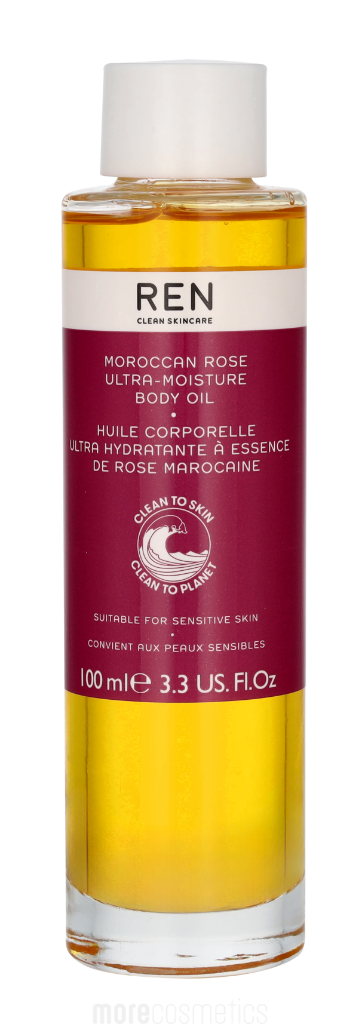 REN
CLEAN SKINCARE
MOROCCAN ROSE
ULTRA-MOISTURE
BODY OIL
•
HUILE CORPORELLE
ULTRA HYDRATANTE À ESSENCE
DE ROSE MAROCAINE
CLEAN TO SKIN
CLEAN TO PLANET
SUITABLE FOR SENSITIVE SKIN
•
CONVIENT AUX PEAUX SENSIBLES
100 ml℮ 3.3 US. Fl.Oz
morecosmetics